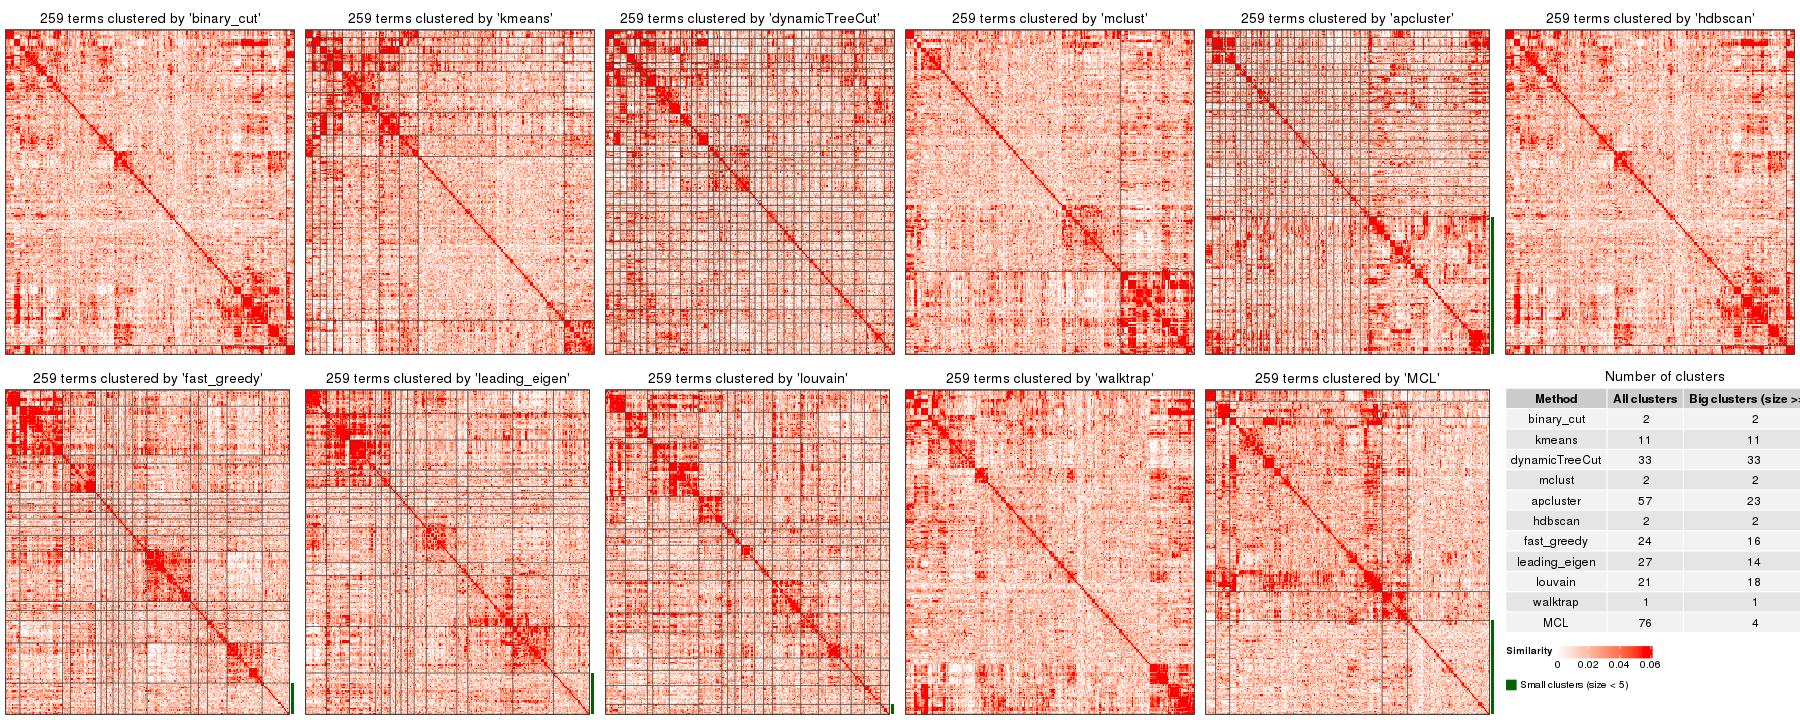 259 terms clustered by 'binary_cut'
259 terms clustered by 'kmeans'
259 terms clustered by 'dynamicTreeCut'
259 terms clustered by 'mclust'
259 terms clustered by 'apcluster'
259 terms clustered by 'hdbscan'
259 terms clustered by 'fast_greedy'
259 terms clustered by 'leading_eigen'
259 terms clustered by 'louvain'
259 terms clustered by 'walktrap'
259 terms clustered by 'MCL'
Number of clusters
Method All clusters Big clusters (size >=
binary_cut 2 2
kmeans 11 11
dynamicTreeCut 33 33
mclust 2 2
apcluster 57 23
hdbscan 2 2
fast_greedy 24 16
leading_eigen 27 14
louvain 21 18
walktrap 1 1
MCL 76 4
Similarity
0 0.02 0.04 0.06
Small clusters (size < 5)